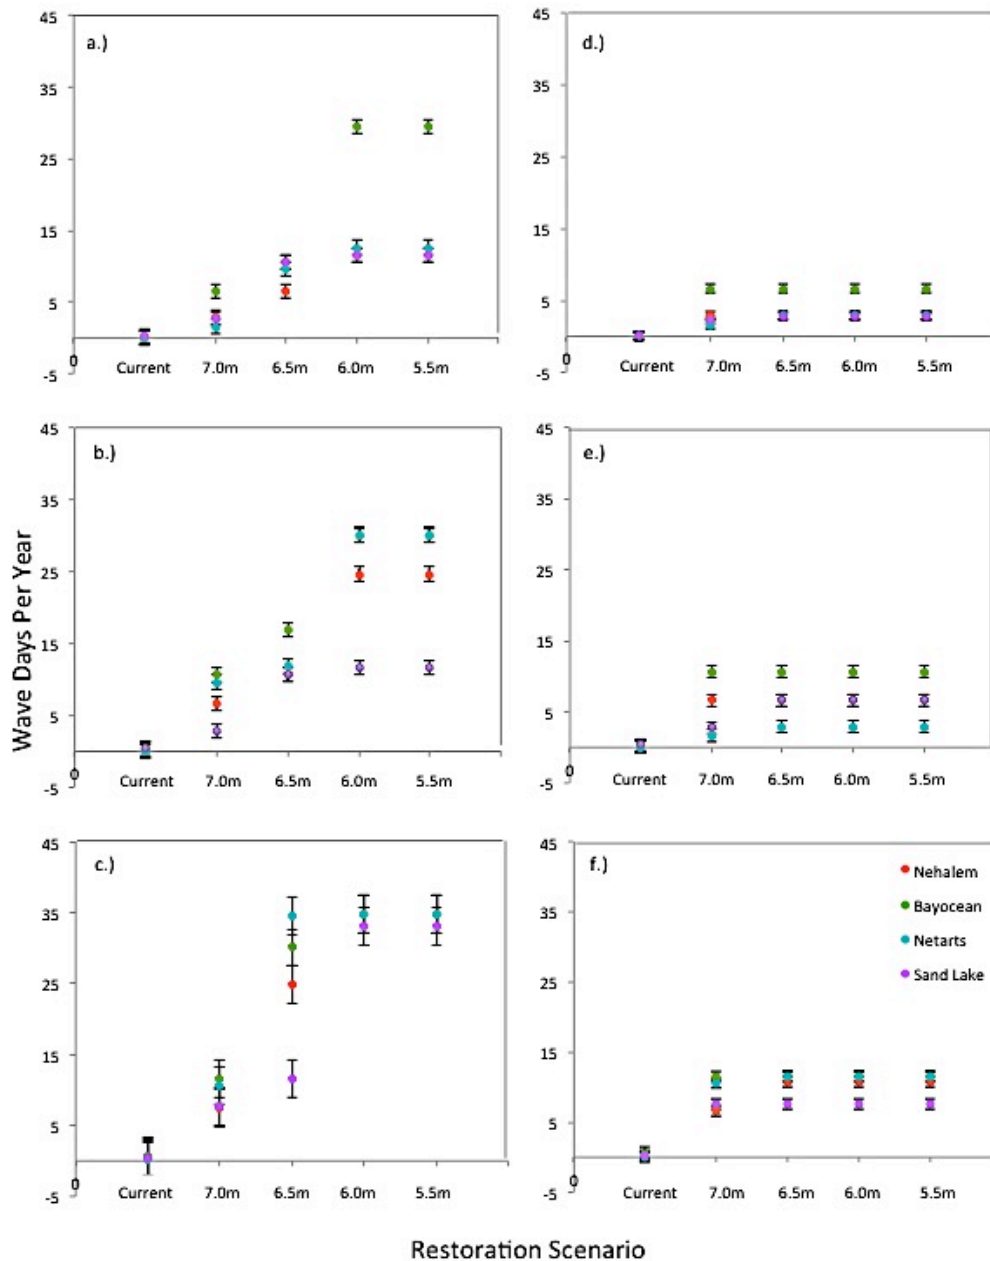 a.)
45
35
25
15
5
0
-5
Current 7.0m 6.5m 6.0m 5.5m
d.)
45
35
25
15
5
0
-5
Current 7.0m 6.5m 6.0m 5.5m
b.)
45
35
25
15
5
0
-5
Current 7.0m 6.5m 6.0m 5.5m
e.)
45
35
25
15
5
0
-5
Current 7.0m 6.5m 6.0m 5.5m
Wave Days Per Year
c.)
45
35
25
15
5
0
-5
Current 7.0m 6.5m 6.0m 5.5m
f.)
45
35
25
15
5
0
-5
Current 7.0m 6.5m 6.0m 5.5m
Nehalem
Bayocean
Netarts
Sand Lake
Restoration Scenario